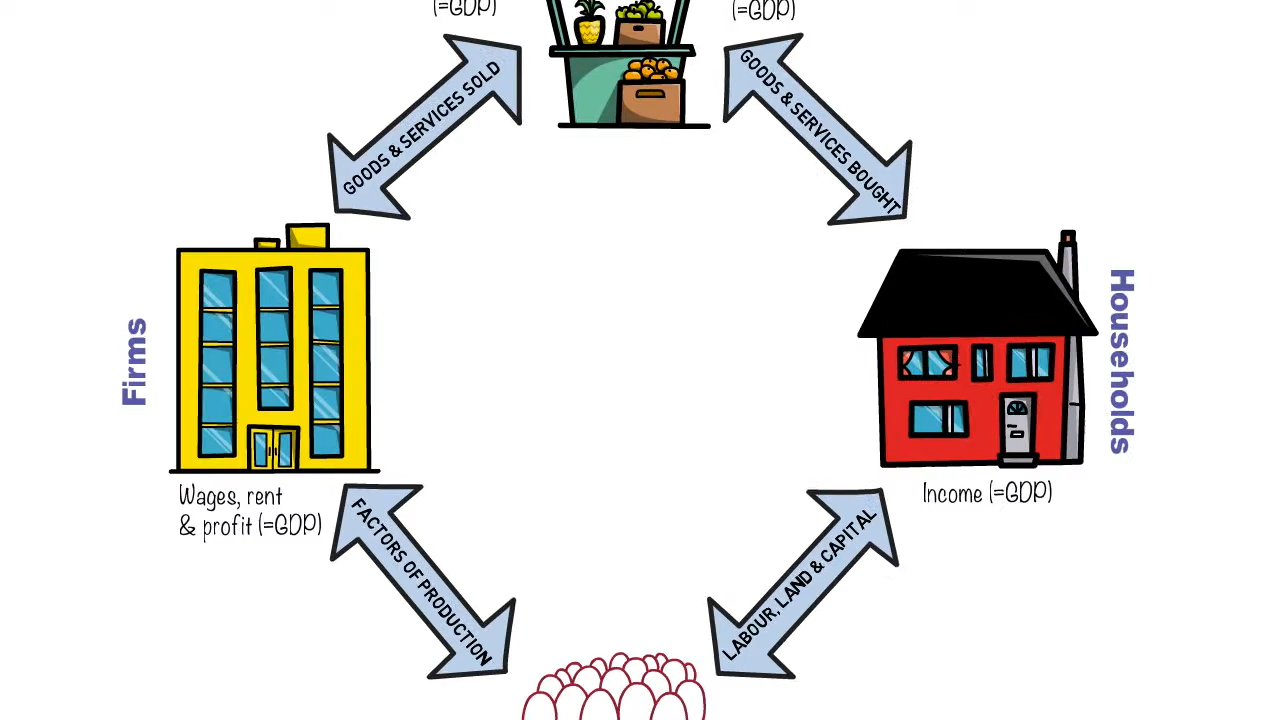 (=GDP)
(=GDP)
GOODS & SERVICES SOLD
GOODS & SERVICES BOUGHT
Firms
Households
Wages, rent
& profit (=GDP)
Income (=GDP)
FACTORS OF PRODUCTION
LABOUR, LAND & CAPITAL